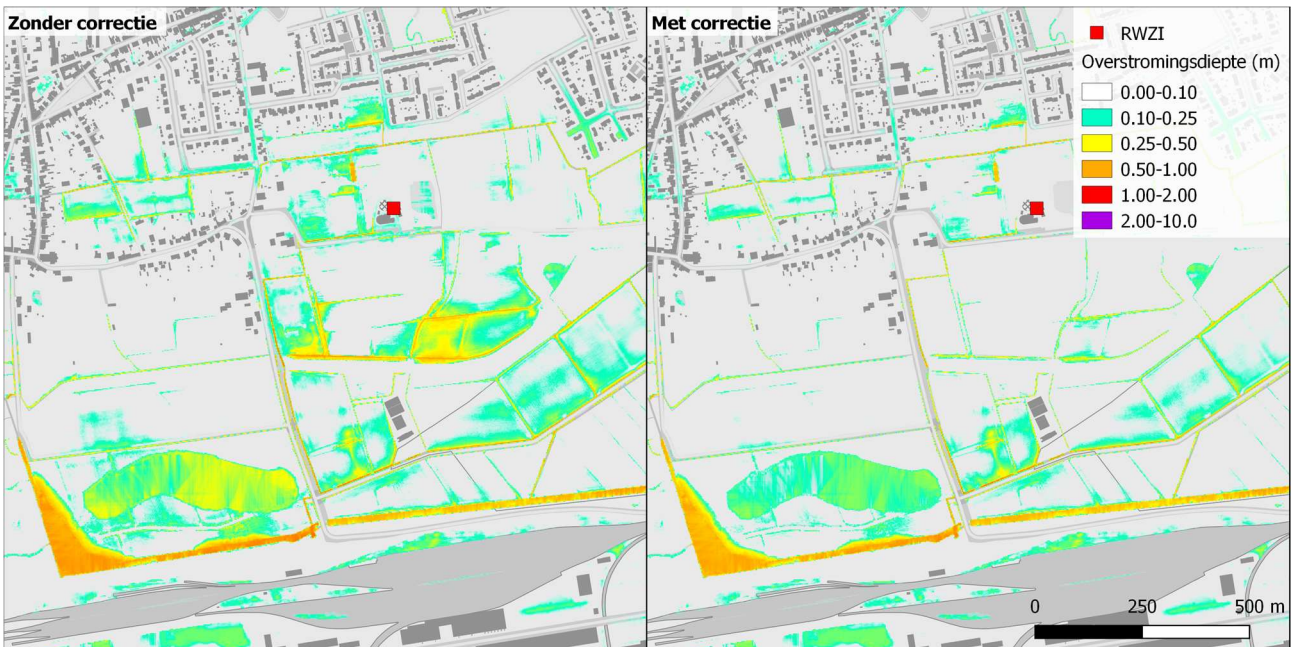 Zonder correctie
Met correctie
RWZI
Overstromingsdiepte (m)
0.00-0.10
0.10-0.25
0.25-0.50
0.50-1.00
1.00-2.00
2.00-10.0
0 250 500 m